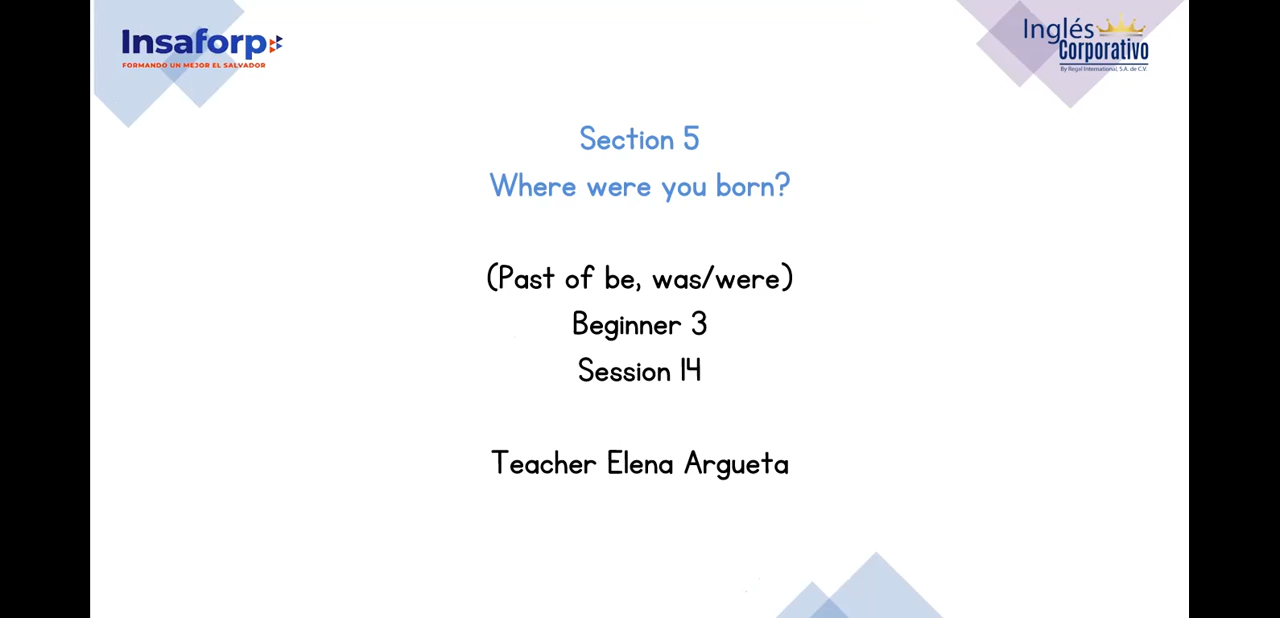 Insaforp
FORMANDO UN MEJOR EL SALVADOR
Inglés
Corporativo
By Regal International, S.A. de C.V.
Section 5
Where were you born?
(Past of be, was/were)
Beginner 3
Session 14
Teacher Elena Argueta